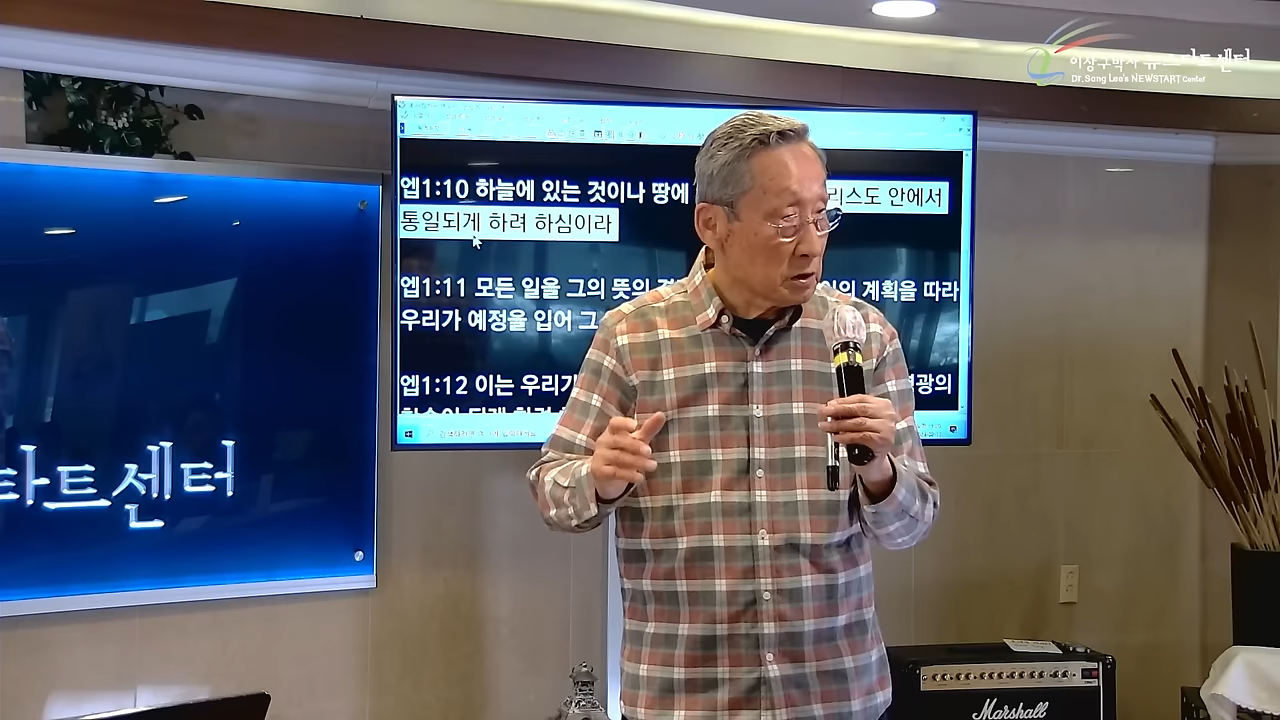 이상구박사 뉴스타트센터
Dr. Sang Lee's NEWSTART Center
엡1:10 하늘에 있는 것이나 땅에
리스도 안에서
통일되게 하려 하심이라
엡1:11 모든 일을 그의 뜻의
의 계획을 따라
우리가 예정을 입어 그
엡1:12 이는 우리가
영광의
타트센터
Marshall